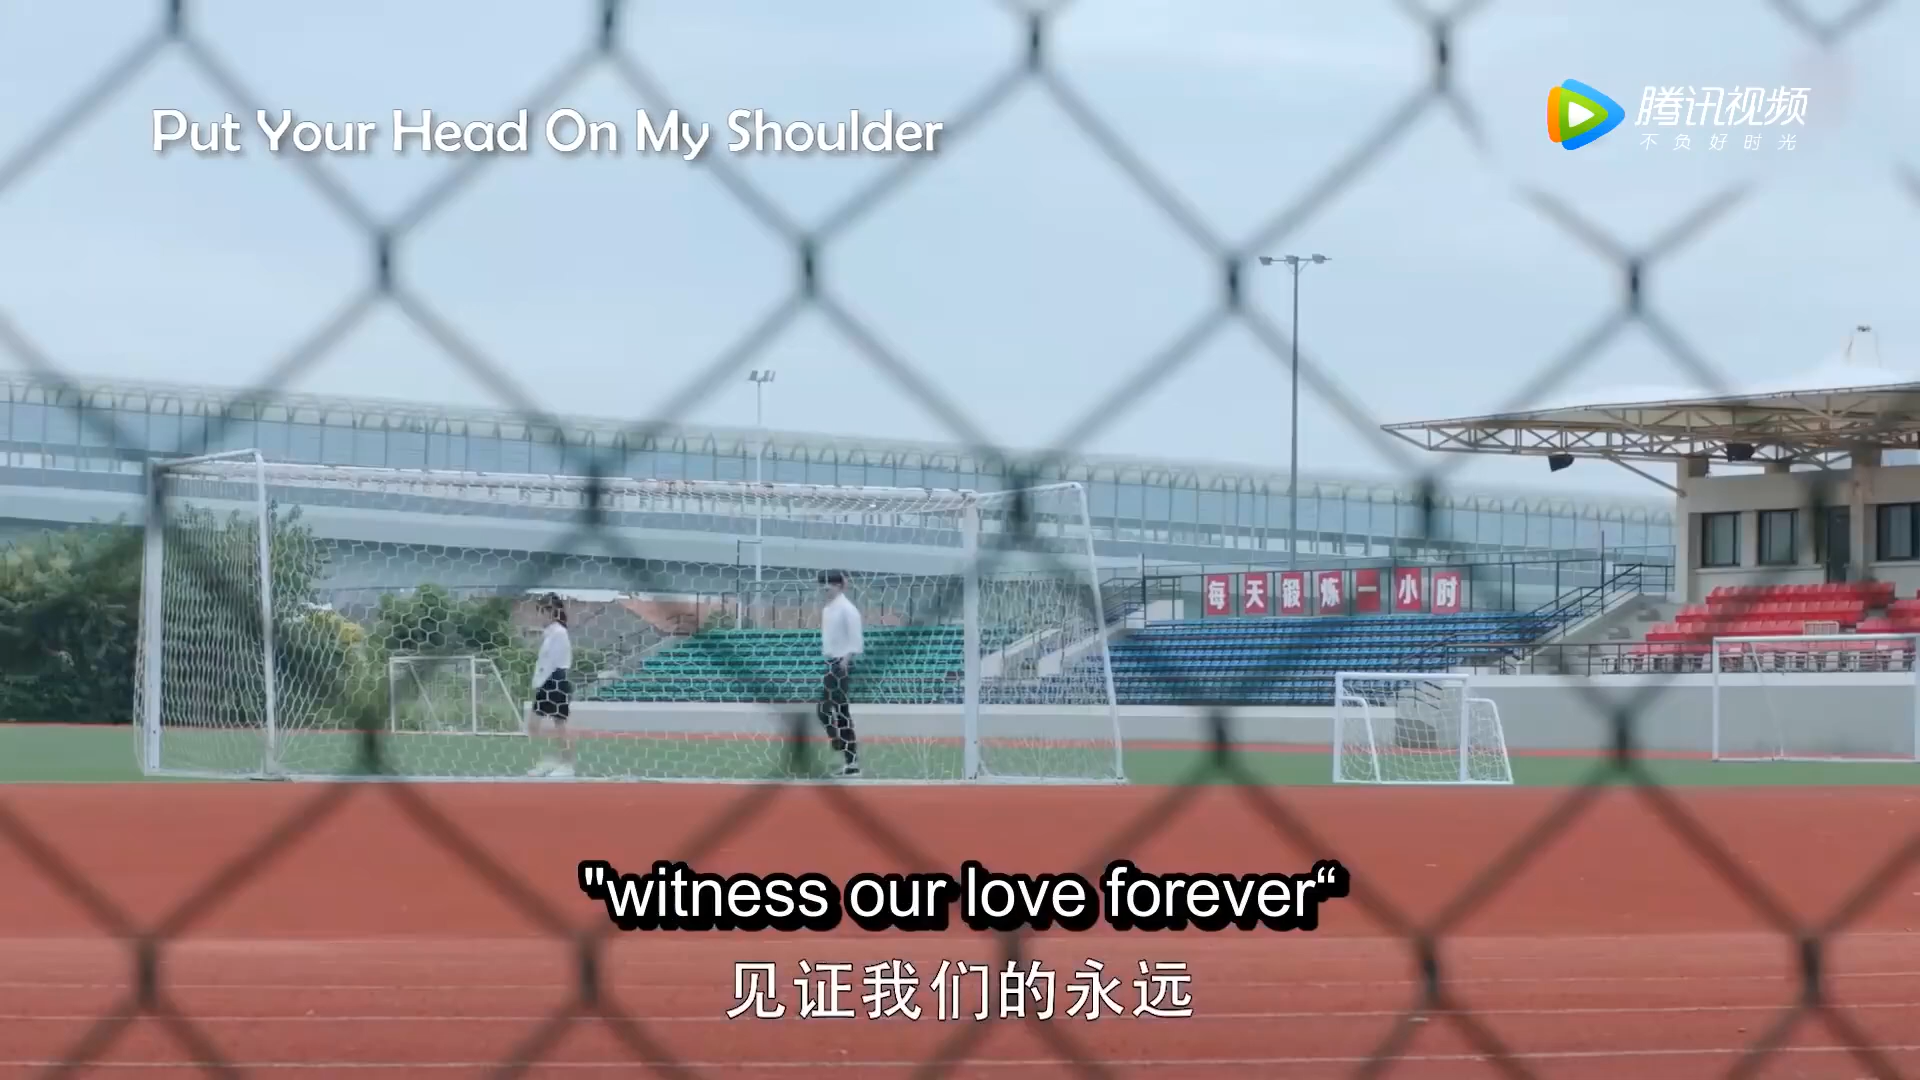 Put Your Head On My Shoulder
腾讯视频
不负好时光
每天锻炼一小时
"witness our love forever“
见证我们的永远